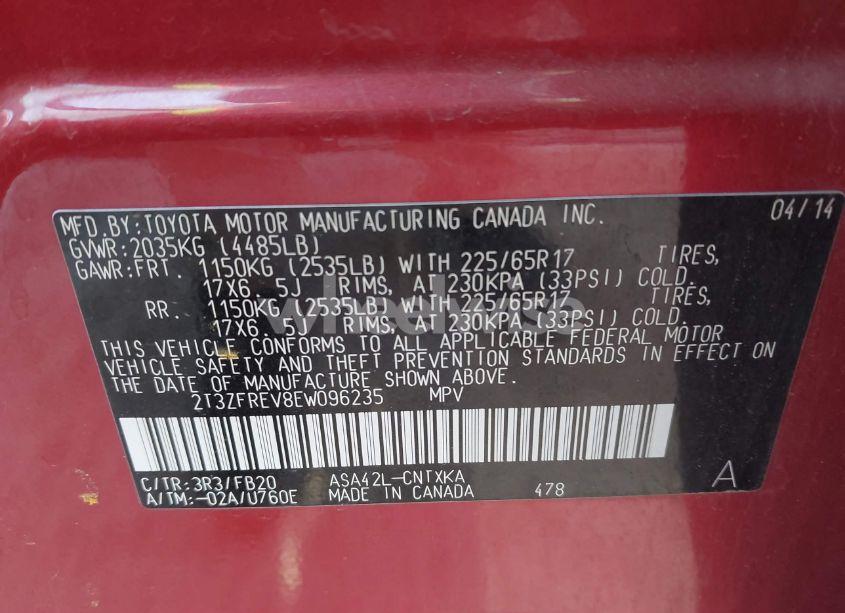 MFD.BY:TOYOTA MOTOR MANUFACTURING CANADA INC. 04/14
GVWR:2035KG (4485LB)
GAWR:FRT. 1150KG (2535LB) WITH 225/65R17 TIRES,
17X6.5J RIMS, AT 230KPA (33PSI) COLD.
RR. 1150KG (2535LB) WITH 225/65R17 TIRES,
17X6.5J RIMS, AT 230KPA (33PSI) COLD.
THIS VEHICLE CONFORMS TO ALL APPLICABLE FEDERAL MOTOR
VEHICLE SAFETY AND THEFT PREVENTION STANDARDS IN EFFECT ON
THE DATE OF MANUFACTURE SHOWN ABOVE.
2T3ZFREV8EW096235 MPV
C/TR:3R3/FB20 ASA42L-CNTXKA A
A/TM:-02A/U760E MADE IN CANADA 478